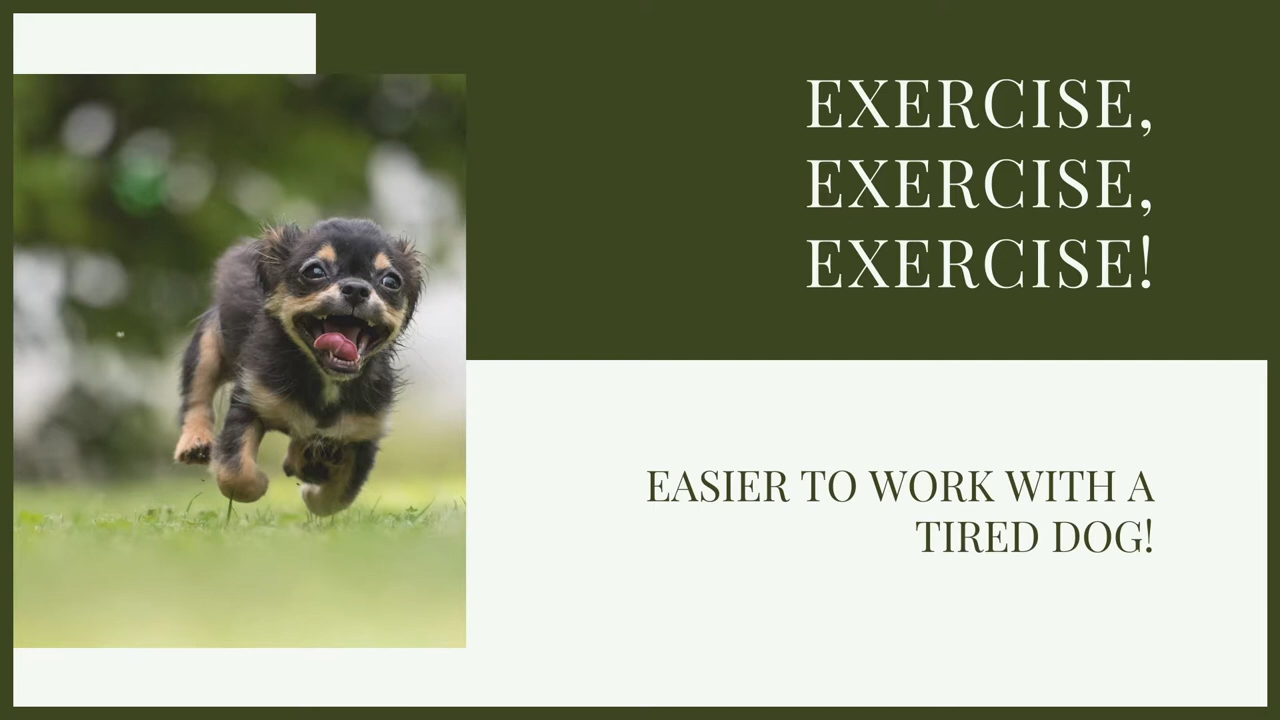 EXERCISE,
EXERCISE,
EXERCISE!
EASIER TO WORK WITH A
TIRED DOG!